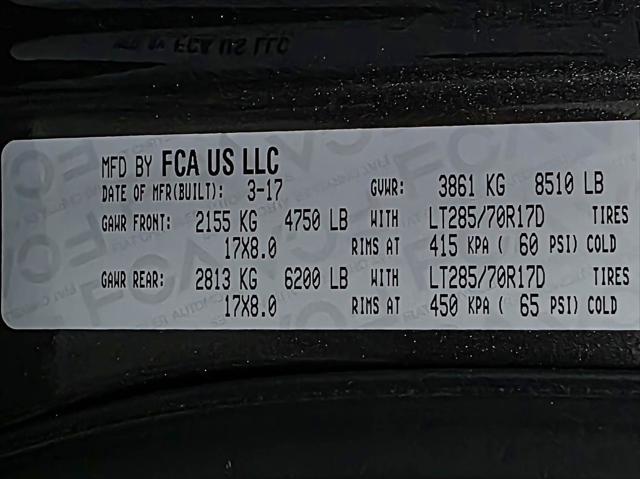 MFD BY FCA US LLC
DATE OF MFR(BUILT): 3-17 GVWR: 3861 KG 8510 LB
GAWR FRONT: 2155 KG 4750 LB WITH LT285/70R17D TIRES
17X8.0 RIMS AT 415 KPA ( 60 PSI) COLD
GAWR REAR: 2813 KG 6200 LB WITH LT285/70R17D TIRES
17X8.0 RIMS AT 450 KPA ( 65 PSI) COLD